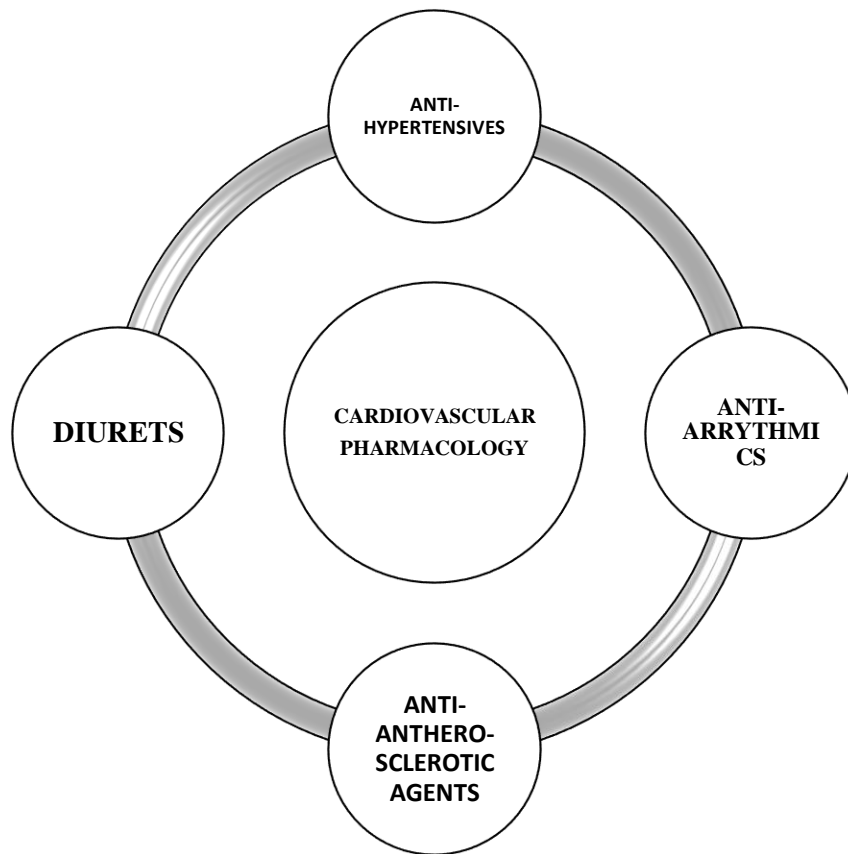 ANTI-
HYPERTENSIVES
DIURETS
CARDIOVASCULAR
PHARMACOLOGY
ANTI-
ARRYTHMI
CS
ANTI-
ANTHERO-
SCLEROTIC
AGENTS